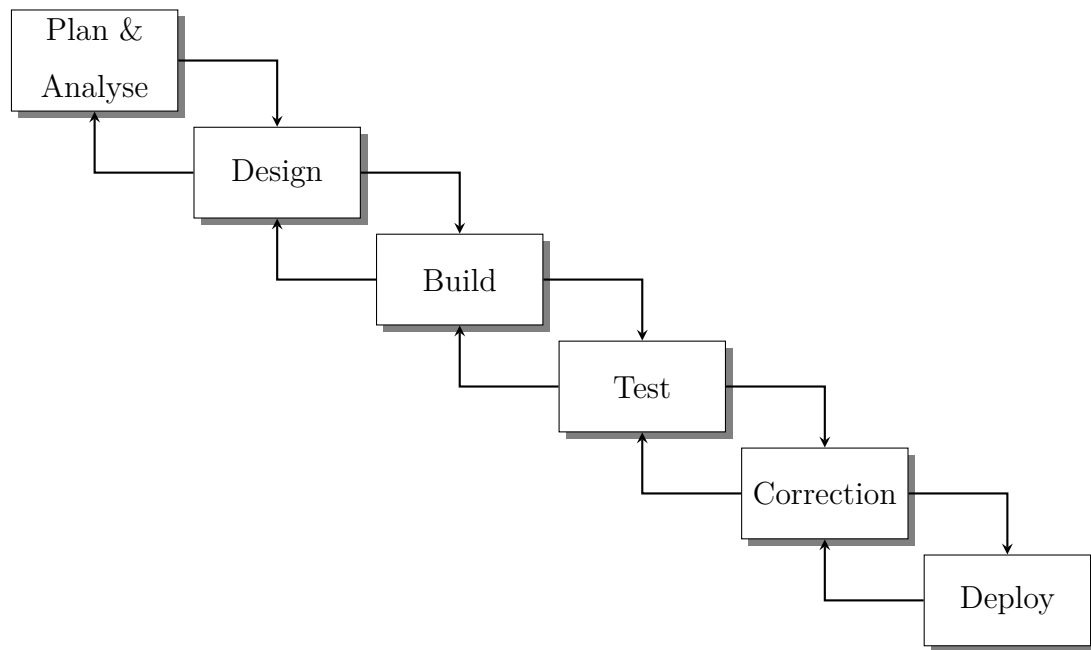 Plan &
Analyse
Design
Build
Test
Correction
Deploy